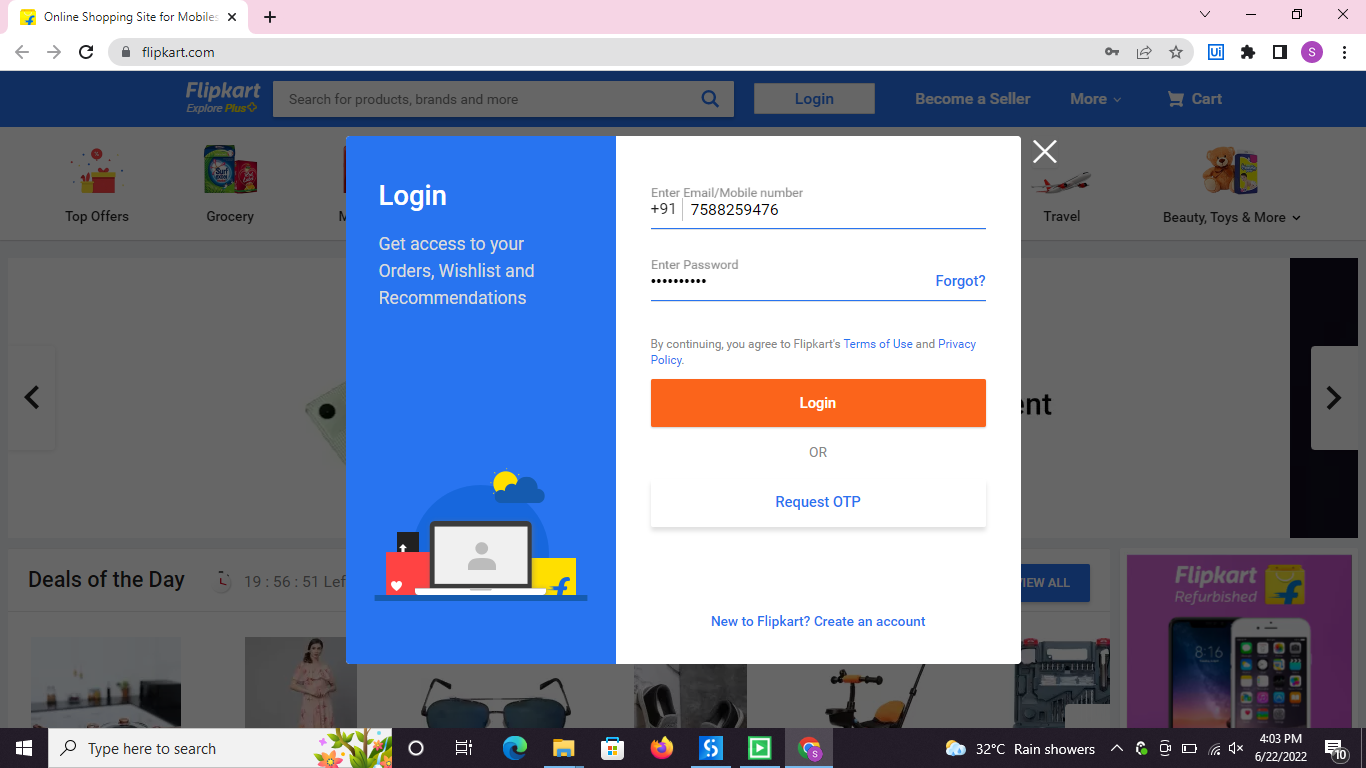 Online Shopping Site for Mobiles
flipkart.com
Ui
S
Flipkart
Explore Plus
Search for products, brands and more
Login
Become a Seller
More
Cart
Top Offers
Grocery
M
Travel
Beauty, Toys & More
Login
Get access to your
Orders, Wishlist and
Recommendations
Enter Email/Mobile number
+91 7588259476
Enter Password
Forgot?
By continuing, you agree to Flipkart's Terms of Use and Privacy
Policy.
Login
OR
Request OTP
New to Flipkart? Create an account
ent
Deals of the Day
19 : 56 : 51 Lef
IEW ALL
Flipkart
Refurbished
8:16
Type here to search
S
32°C Rain showers
4:03 PM
6/22/2022
10